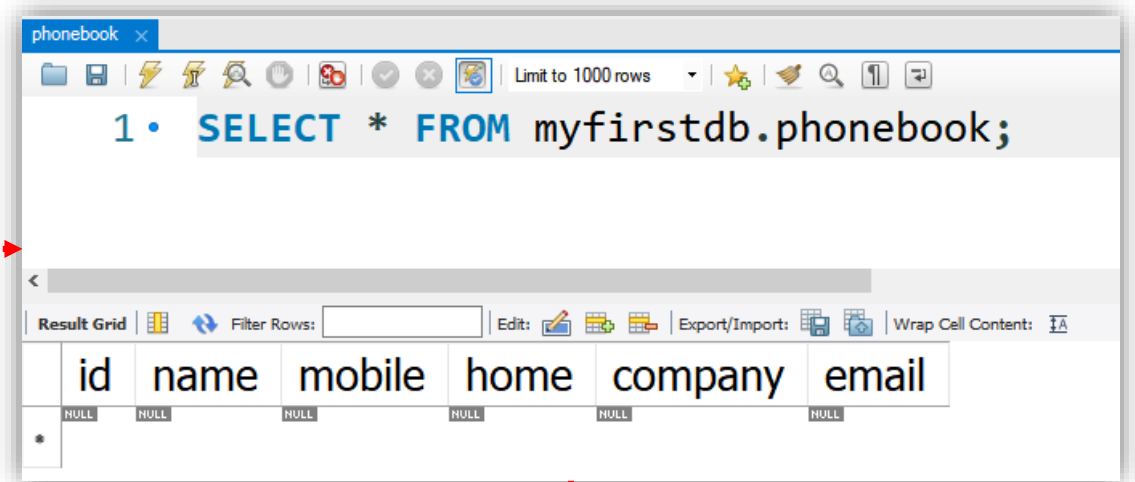 phonebook
Limit to 1000 rows
1 SELECT * FROM myfirstdb.phonebook;
Result Grid Filter Rows: Edit: Export/Import: Wrap Cell Content:
id name mobile home company email
NULL NULL NULL NULL NULL NULL
*